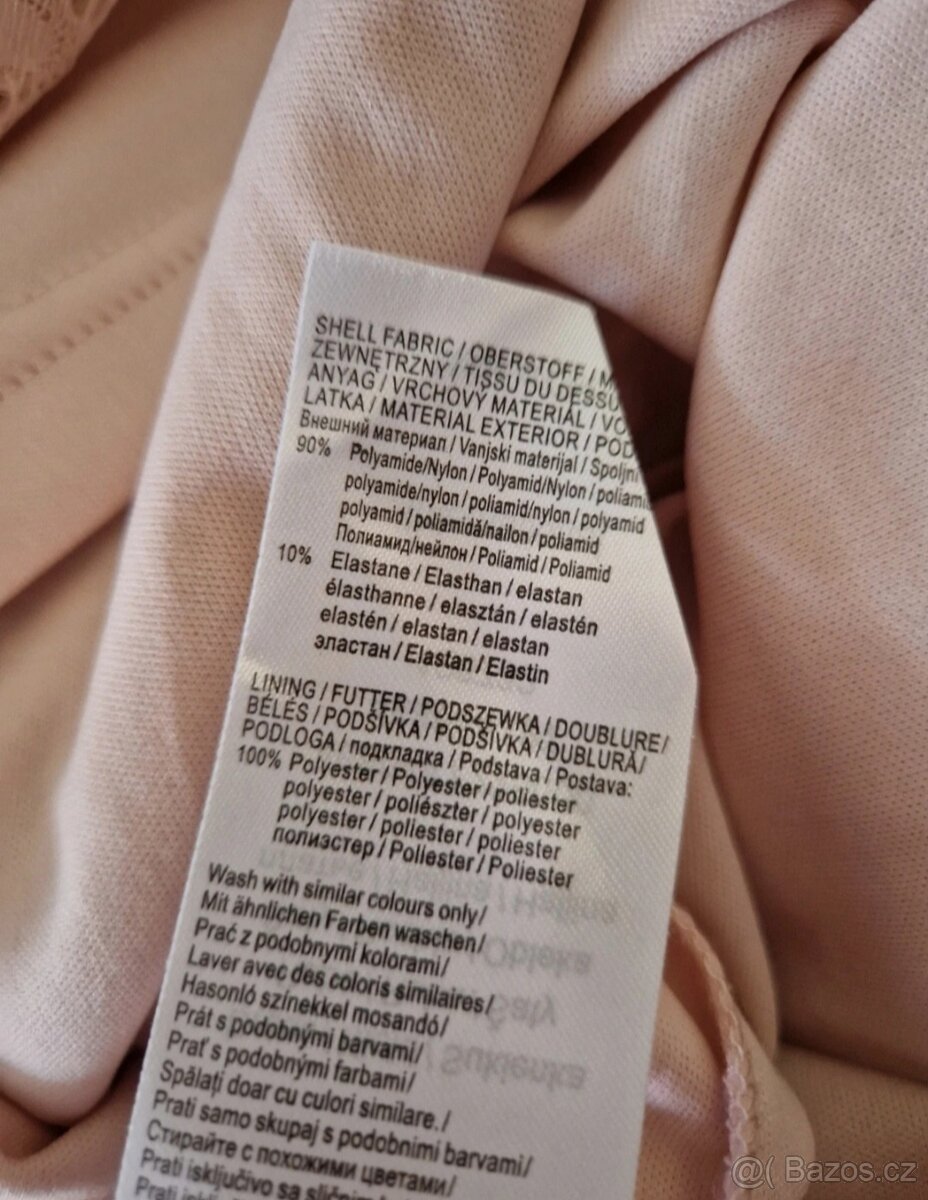 SHELL FABRIC / OBERSTOFF / M
ZEWNĘTRZNY / TISSU DU DESSU
ANYAG / VRCHOVÝ MATERIÁL / VO
LATKA / MATERIAL EXTERIOR / POD
Внешний материал / Vanjski materijal / Spoljni
90% Polyamide/Nylon / Polyamid/Nylon / poliamid
polyamide/nylon / poliamid/nylon / polyamid
polyamid / poliamidă/nailon / poliamid
Полиамид/нейлон / Poliamid / Poliamid
10% Elastane / Elasthan / elastan
élasthanne / elasztán / elastén
elastén / elastan / elastan
эластан / Elastan / Elastin
LINING / FUTTER / PODSZEWKA / DOUBLURE/
BÉLÉS / PODŠÍVKA / PODŠÍVKA / DUBLURĂ/
PODLOGA / подкладка / Podstava / Postava:
100% Polyester / Polyester / poliester
polyester / poliészter / polyester
polyester / poliester / poliester
полиэстер / Poliester / Poliester
Wash with similar colours only/
Mit ähnlichen Farben waschen/
Prać z podobnymi kolorami/
Laver avec des coloris similaires/
Hasonló színekkel mosandó/
Prát s podobnými barvami/
Prať s podobnými farbami/
Spălați doar cu culori similare./
Prati samo skupaj s podobnimi barvami/
Стирайте с похожими цветами/
Prati isključivo sa sličnim
Obleka
Šaty
/ Sukienka
@( Bazos.cz